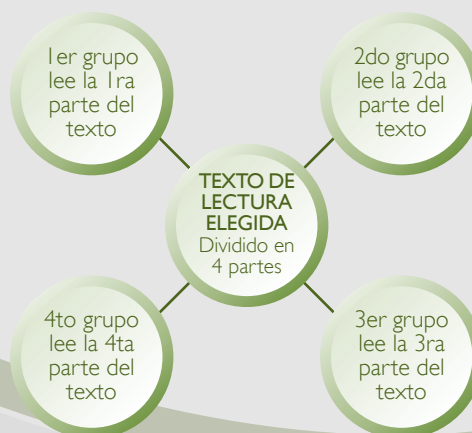 1er grupo
lee la 1ra
parte del
texto
2do grupo
lee la 2da
parte del
texto
TEXTO DE
LECTURA
ELEGIDA
Dividido en
4 partes
4to grupo
lee la 4ta
parte del
texto
3er grupo
lee la 3ra
parte del
texto